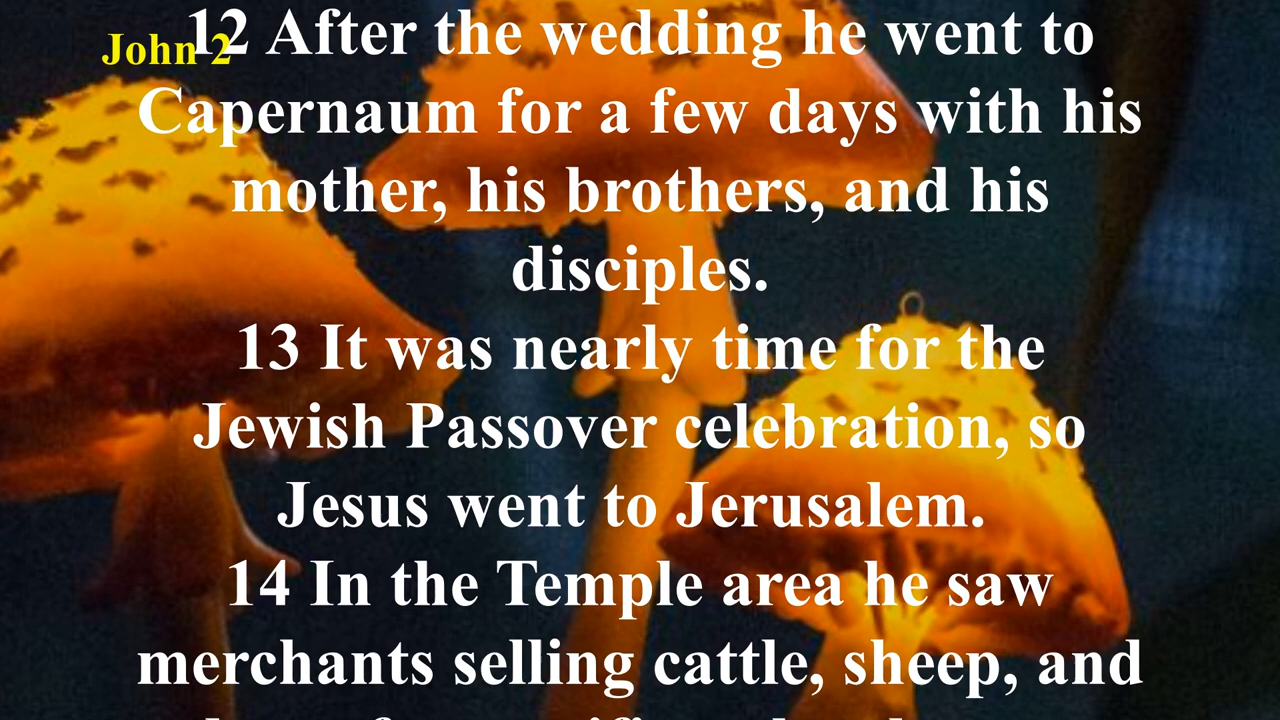 John 2
12 After the wedding he went to
Capernaum for a few days with his
mother, his brothers, and his
disciples.
13 It was nearly time for the
Jewish Passover celebration, so
Jesus went to Jerusalem.
14 In the Temple area he saw
merchants selling cattle, sheep, and